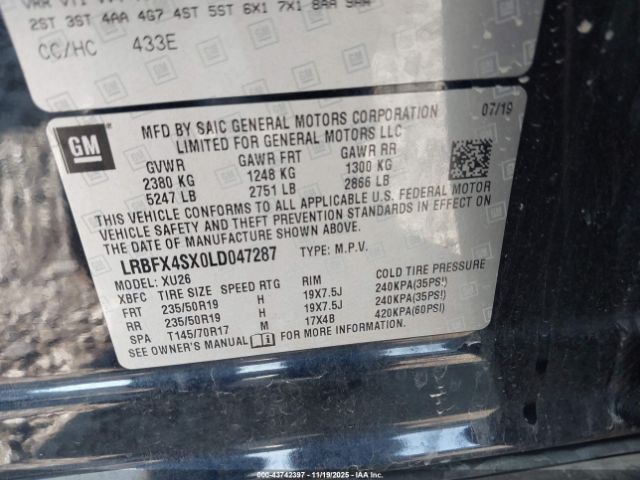 2ST 3ST 4AA 4G7 4ST 5ST 6X1 7X1 8AA 9AA
CC/HC 433E
GM
MFD BY SAIC GENERAL MOTORS CORPORATION 07/19
LIMITED FOR GENERAL MOTORS LLC
GVWR GAWR FRT GAWR RR
2380 KG 1248 KG 1300 KG
5247 LB 2751 LB 2866 LB
THIS VEHICLE CONFORMS TO ALL APPLICABLE U.S. FEDERAL MOTOR
VEHICLE SAFETY AND THEFT PREVENTION STANDARDS IN EFFECT ON
THE DATE OF MANUFACTURE SHOWN ABOVE.
LRBFX4SX0LD047287 TYPE: M.P.V.
MODEL: XU26
XBFC TIRE SIZE SPEED RTG RIM COLD TIRE PRESSURE
FRT 235/50R19 H 19X7.5J 240KPA(35PSI)
RR 235/50R19 H 19X7.5J 240KPA(35PSI)
SPA T145/70R17 M 17X4B 420KPA(60PSI)
SEE OWNER'S MANUAL FOR MORE INFORMATION.
© 0-43742397 - 11/19/2025 - IAAI.COM